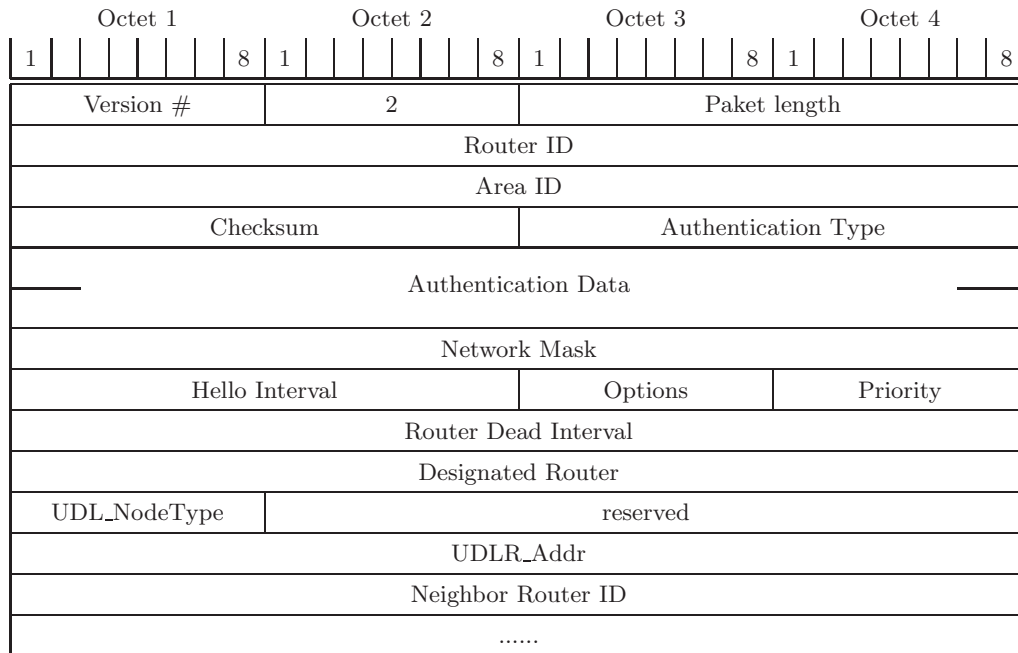 Octet 1 Octet 2 Octet 3 Octet 4
1 8 1 8 1 8 1 8
Version # 2 Paket length
Router ID
Area ID
Checksum Authentication Type
Authentication Data
Network Mask
Hello Interval Options Priority
Router Dead Interval
Designated Router
UDL_NodeType reserved
UDLR_Addr
Neighbor Router ID
......